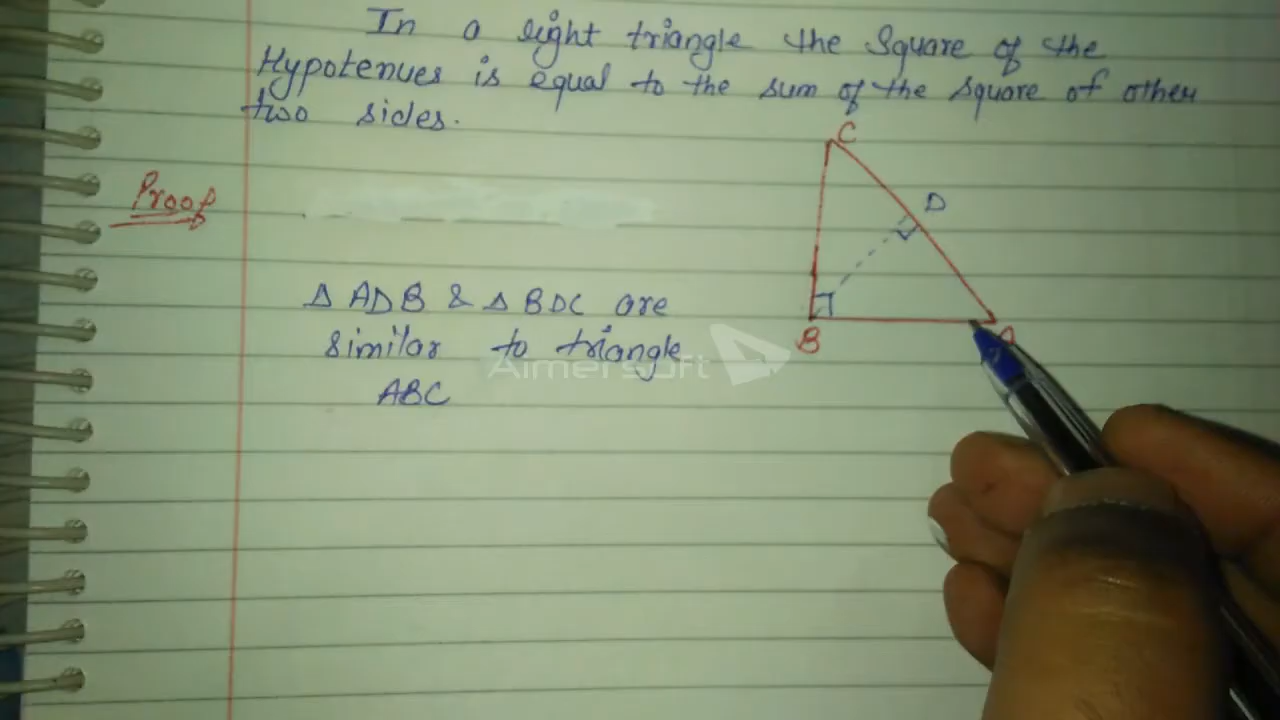 In a right triangle the Square of the
Hypotenues is equal to the sum of the square of other
two sides.
C
Proof
D
Δ ADB & Δ BDC are
similar to triangle
B
A
Aimersoft
ABC